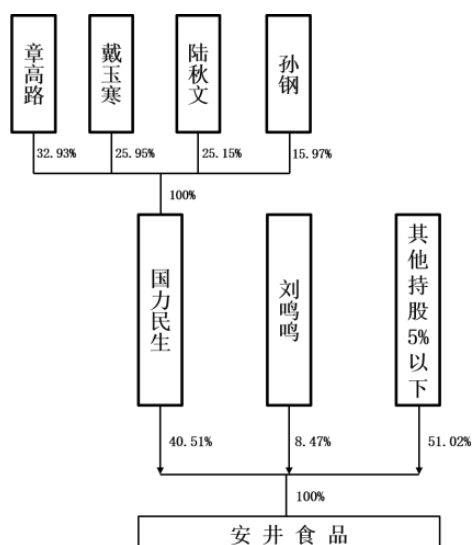 章高路
戴玉寒
陆秋文
孙钢
32.93%
25.95%
25.15%
15.97%
100%
国力民生
刘鸣鸣
其他持股5%以下
40.51%
8.47%
51.02%
100%
安井食品